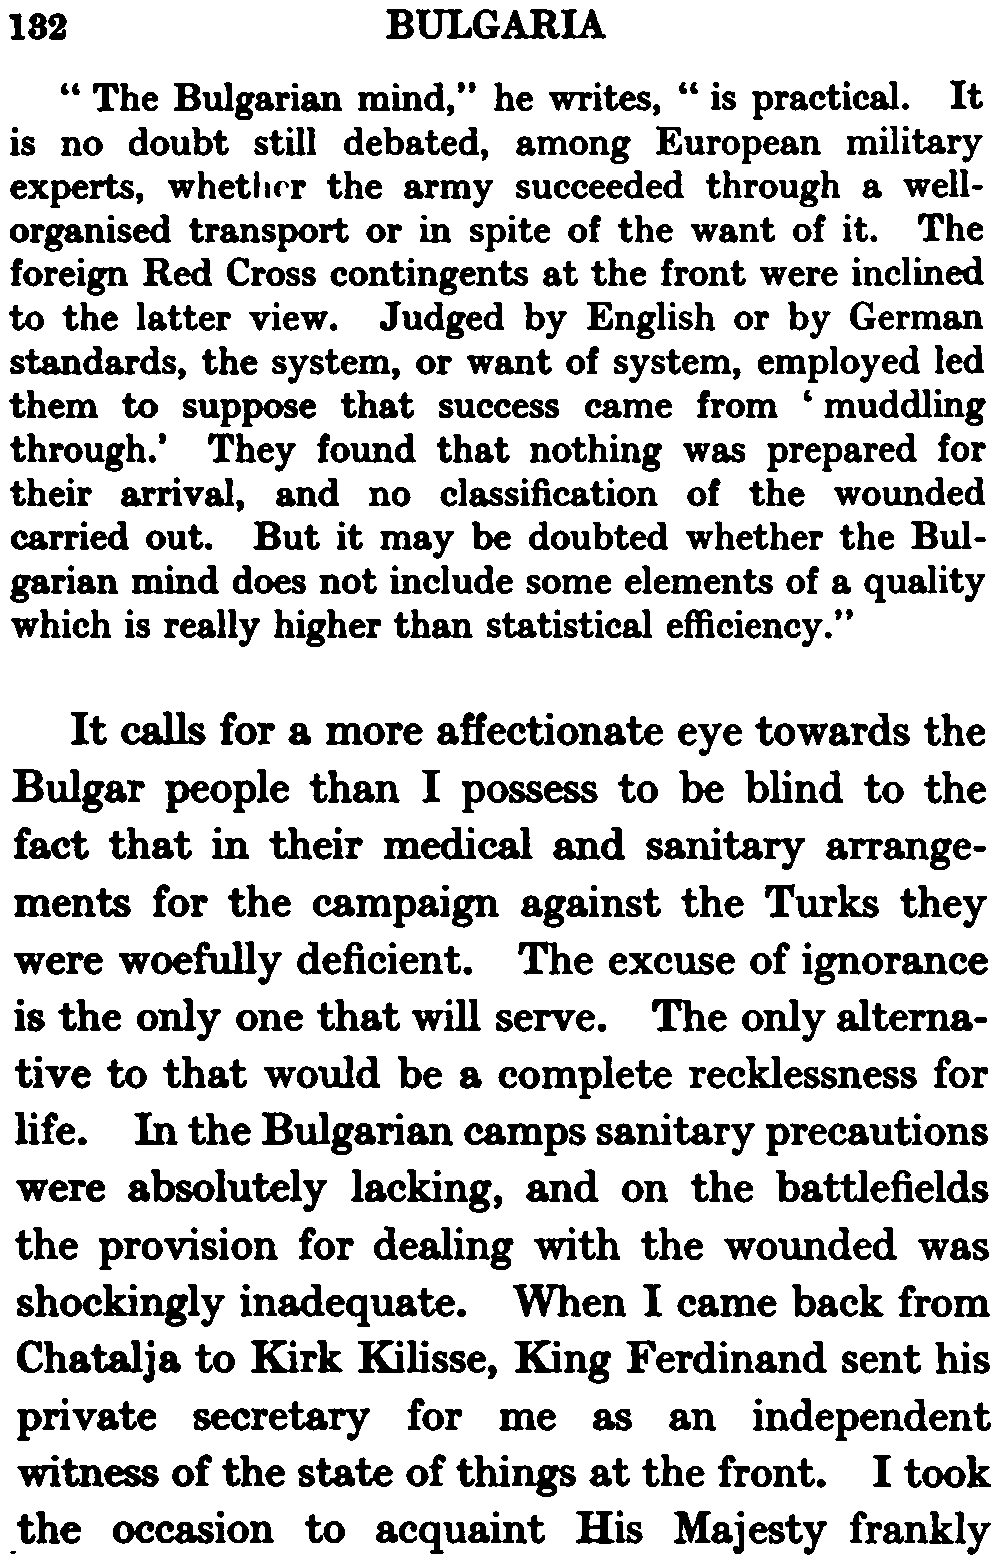 132 BULGARIA
“ The Bulgarian mind,” he writes, “ is practical. It
is no doubt still debated, among European military
experts, whether the army succeeded through a well-
organised transport or in spite of the want of it. The
foreign Red Cross contingents at the front were inclined
to the latter view. Judged by English or by German
standards, the system, or want of system, employed led
them to suppose that success came from ‘ muddling
through.’ They found that nothing was prepared for
their arrival, and no classification of the wounded
carried out. But it may be doubted whether the Bul-
garian mind does not include some elements of a quality
which is really higher than statistical efficiency.”
It calls for a more affectionate eye towards the
Bulgar people than I possess to be blind to the
fact that in their medical and sanitary arrange-
ments for the campaign against the Turks they
were woefully deficient. The excuse of ignorance
is the only one that will serve. The only alterna-
tive to that would be a complete recklessness for
life. In the Bulgarian camps sanitary precautions
were absolutely lacking, and on the battlefields
the provision for dealing with the wounded was
shockingly inadequate. When I came back from
Chatalja to Kirk Kilisse, King Ferdinand sent his
private secretary for me as an independent
witness of the state of things at the front. I took
the occasion to acquaint His Majesty frankly